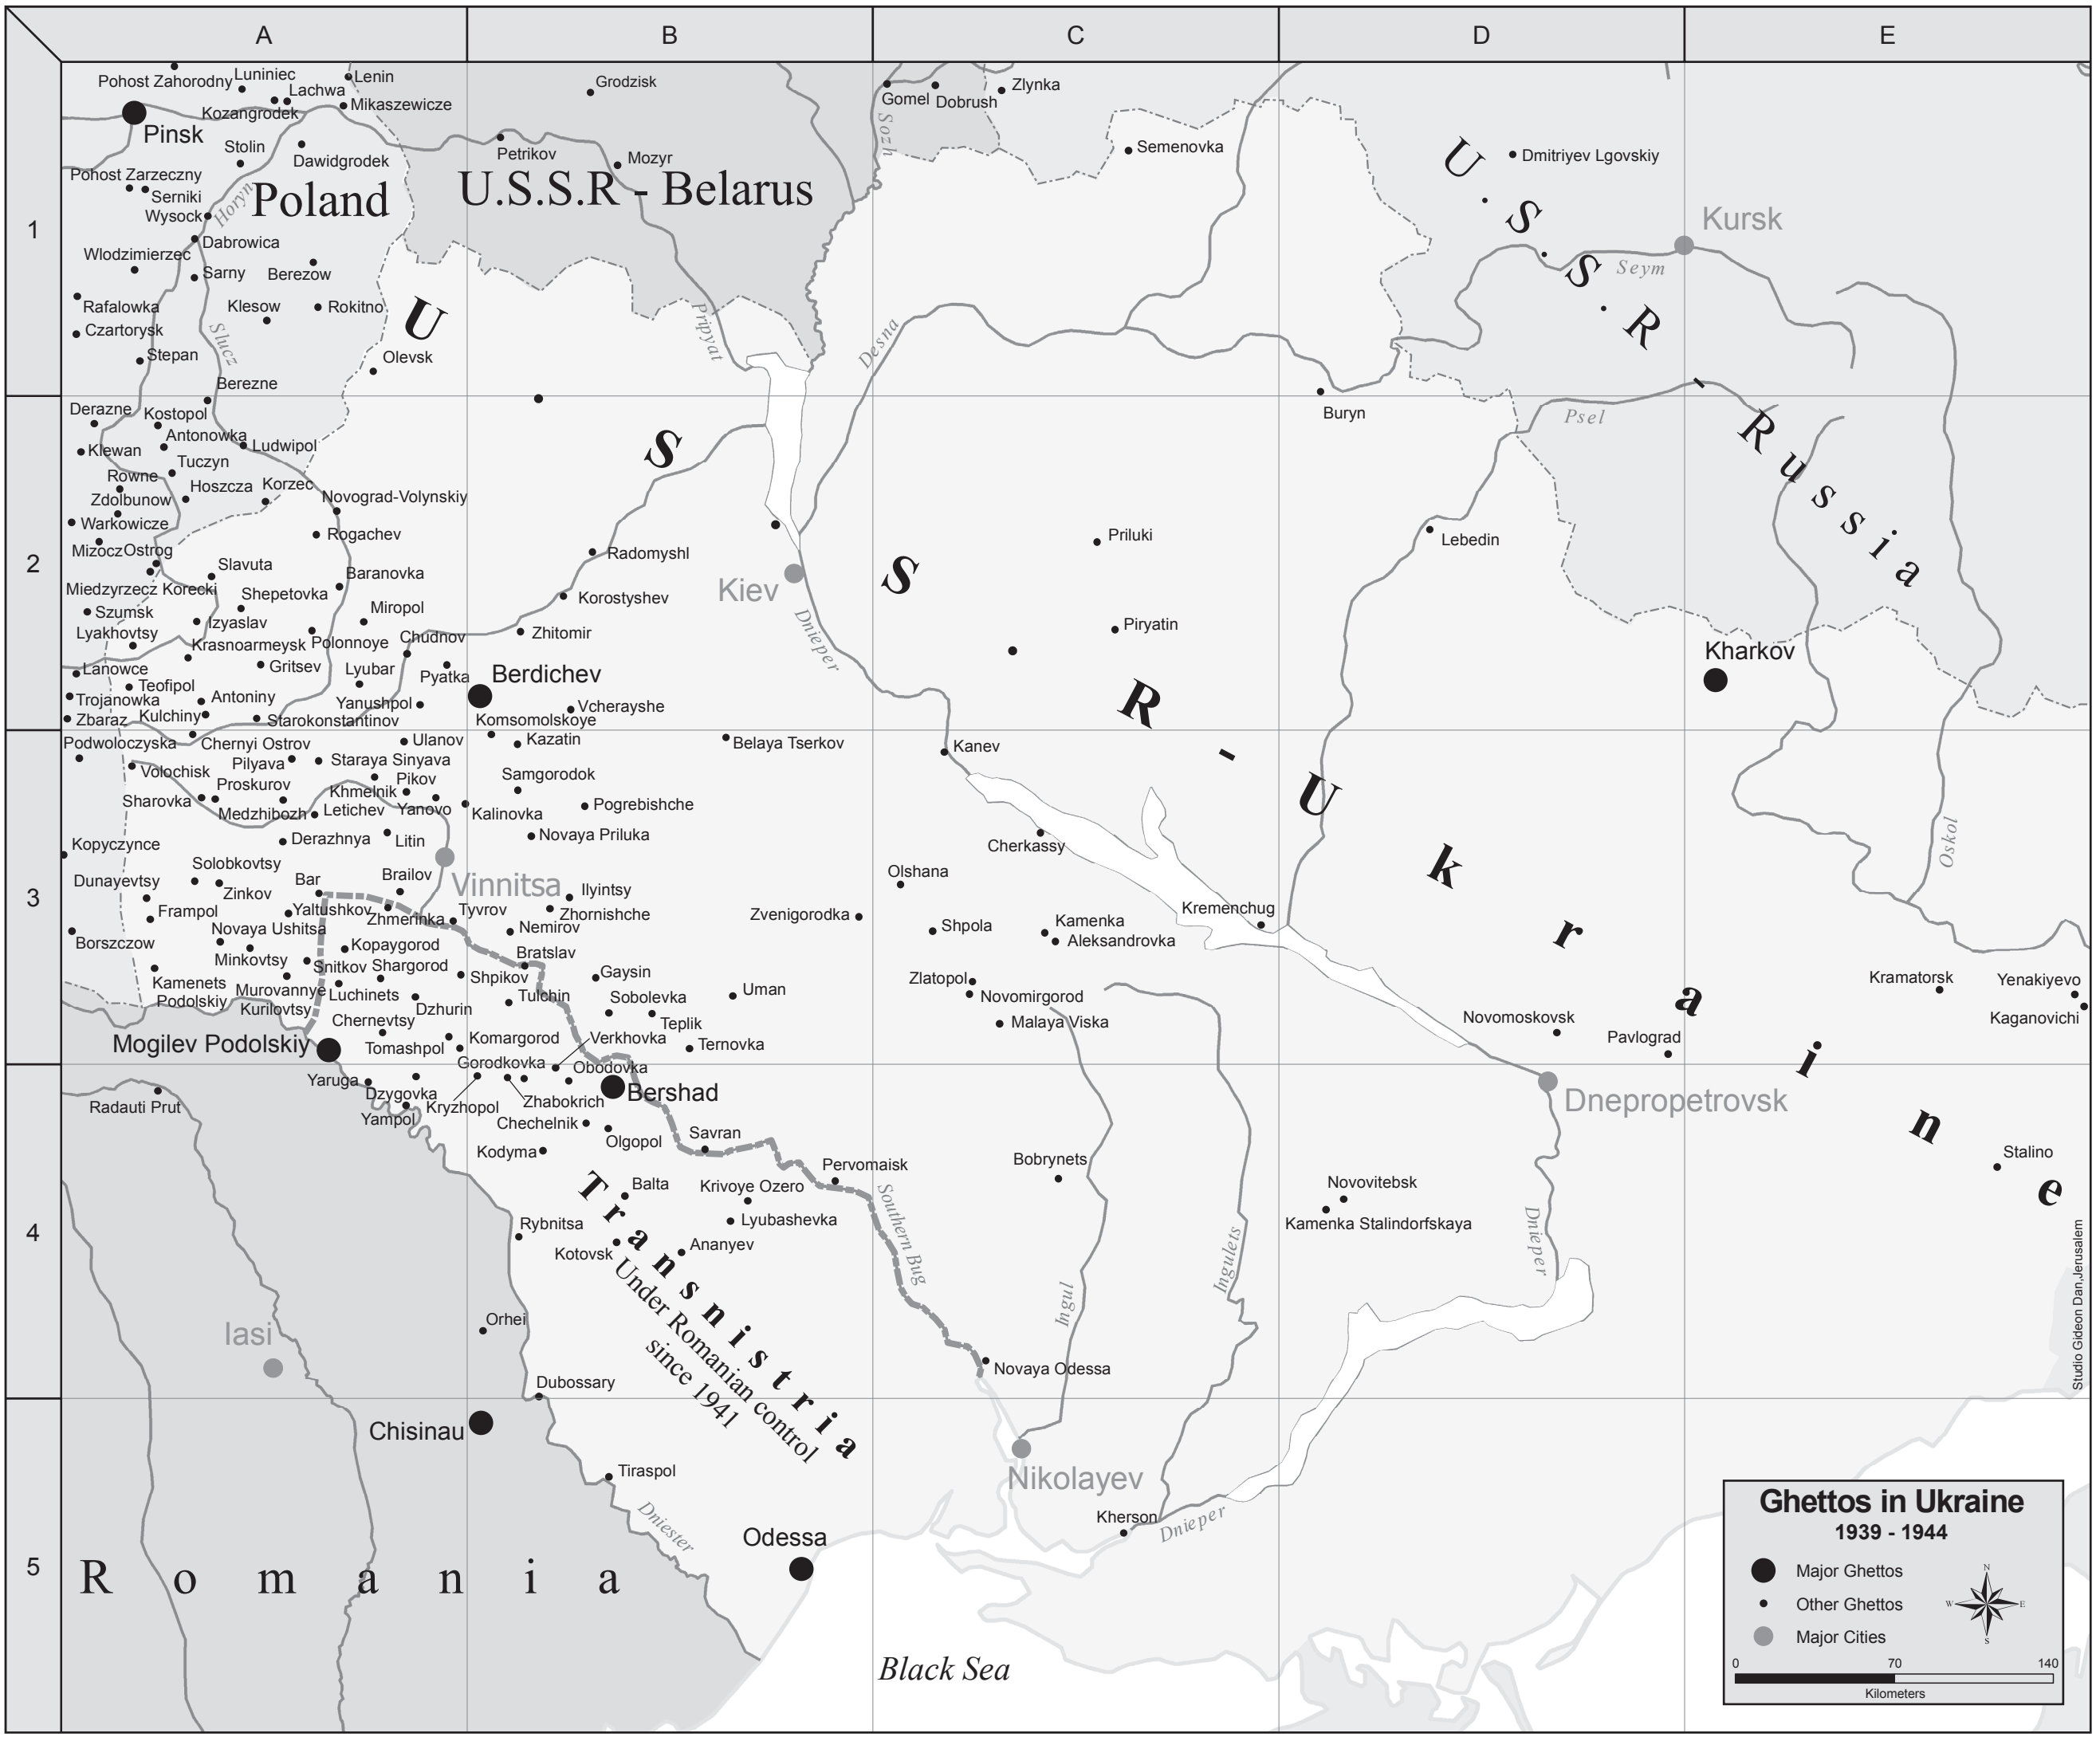 A
B
C
D
E
1
2
3
4
5
Pohost Zahorodny
Luniniec
Lenin
Lachwa
Kozangrodek
Mikaszewicze
Pinsk
Stolin
Dawidgrodek
Pohost Zarzeczny
Serniki
Wysock
Horyn
Poland
Dabrowica
Wlodzimierzec
Sarny
Berezow
Rafalowka
Klesow
Rokitno
Czartorysk
Slucz
Stepan
Olevsk
Berezne
Grodzisk
Petrikov
Mozyr
U.S.S.R - Belarus
Pripyat
Gomel
Dobrush
Zlynka
Sozh
Semenovka
Desna
Dmitriyev Lgovskiy
Kursk
Seym
U.S.S.R - Russia
Buryn
Psel
Derazne
Kostopol
Antonowka
Klewan
Ludwipol
Tuczyn
Rowne
Hoszcza
Korzec
Zdolbunow
Novograd-Volynskiy
Warkowicze
Rogachev
Mizocz
Ostrog
Slavuta
Baranovka
Miedzyrzecz Korecki
Shepetovka
Szumsk
Izyaslav
Miropol
Lyakhovtsy
Krasnoarmeysk
Polonnoye
Chudnov
Lanowce
Gritsev
Lyubar
Pyatka
Teofipol
Trojanowka
Antoniny
Yanushpol
Zbaraz
Kulchiny
Starokonstantinov
Radomyshl
Kiev
Korostyshev
Zhitomir
Dnieper
Berdichev
Vcherayshe
Komsomolskoye
Priluki
Piryatin
Lebedin
Kharkov
U S S R - U k r a i n e
Podwoloczyska
Chernyi Ostrov
Ulanov
Kazatin
Belaya Tserkov
Kanev
Volochisk
Pilyava
Staraya Sinyava
Proskurov
Pikov
Samgorodok
Sharovka
Khmelnik
Medzhibozh
Letichev
Yanovo
Kalinovka
Pogrebishche
Derazhnya
Litin
Novaya Priluka
Kopyczynce
Cherkassy
Solobkovtsy
Dunayevtsy
Zinkov
Bar
Brailov
Vinnitsa
Ilyintsy
Olshana
Frampol
Yaltushkov
Zhmerinka
Tyvrov
Zhornishche
Zvenigorodka
Kremenchug
Novaya Ushitsa
Nemirov
Shpola
Kamenka
Borszczow
Kopaygorod
Aleksandrovka
Minkovtsy
Snitkov
Shargorod
Bratslav
Kamenets
Podolskiy
Murovannye
Kurilovtsy
Luchinets
Shpikov
Gaysin
Zlatopol
Dzhurin
Tulchin
Sobolevka
Uman
Novomirgorod
Chernevtsy
Teplik
Malaya Viska
Mogilev Podolskiy
Tomashpol
Komargorod
Verkhovka
Ternovka
Novomoskovsk
Pavlograd
Kramatorsk
Yenakiyevo
Kaganovichi
Oskol
Gorodkovka
Obodovka
Yaruga
Dzygovka
Kryzhopol
Zhabokrich
Bershad
Radauti Prut
Yampol
Chechelnik
Olgopol
Savran
Kodyma
Pervomaisk
Bobrynets
Dnepropetrovsk
Stalino
Balta
Krivoye Ozero
Southern Bug
Novovitebsk
Rybnitsa
Lyubashevka
Kamenka Stalindorfskaya
Kotovsk
Ananyev
Dnieper
Ingulets
Ingul
Transnistria
Under Romanian control
since 1941
Orhei
Iasi
Novaya Odessa
Dubossary
Chisinau
Tiraspol
Nikolayev
Dniester
Kherson
Dnieper
Odessa
Romania
Black Sea
Studio Gideon Dan,Jerusalem
Ghettos in Ukraine
1939 - 1944
Major Ghettos
Other Ghettos
Major Cities
N
W
E
S
0 70 140
Kilometers